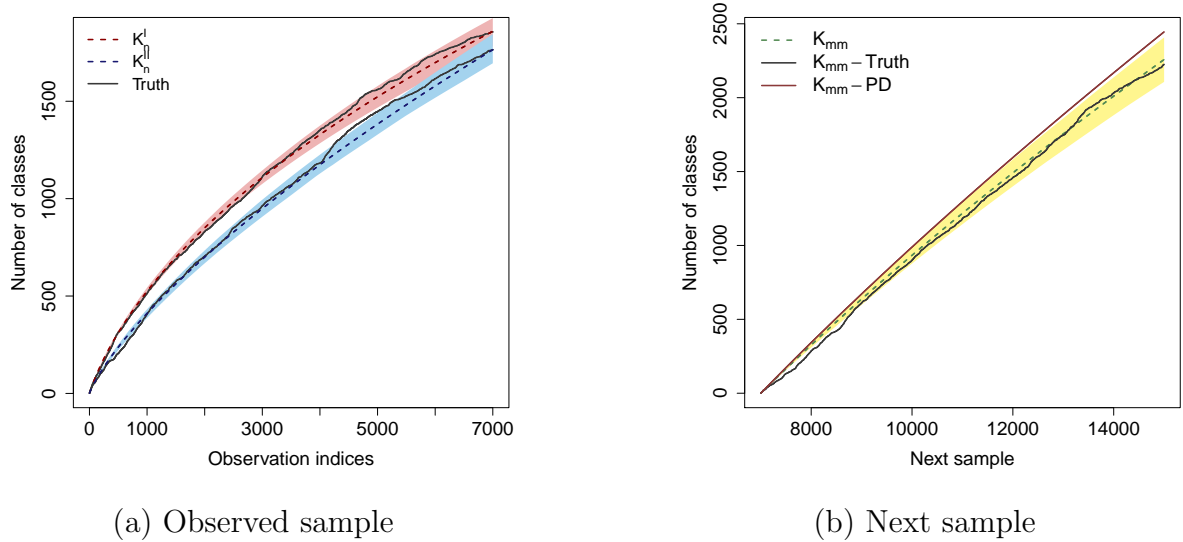 K_n^I
K_n^II
Truth
Number of classes
0
500
1000
1500
0
1000
3000
5000
7000
Observation indices
(a) Observed sample
K_mm
K_mm – Truth
K_mm – PD
Number of classes
0
500
1000
1500
2000
2500
8000
10000
12000
14000
Next sample
(b) Next sample